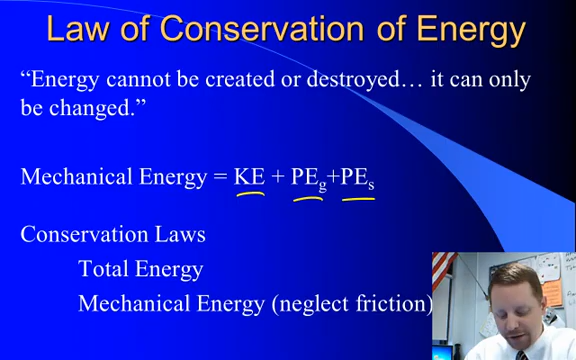 Law of Conservation of Energy
“Energy cannot be created or destroyed… it can only
be changed.”
Mechanical Energy = KE + PEg+PEs
Conservation Laws
Total Energy
Mechanical Energy (neglect friction)